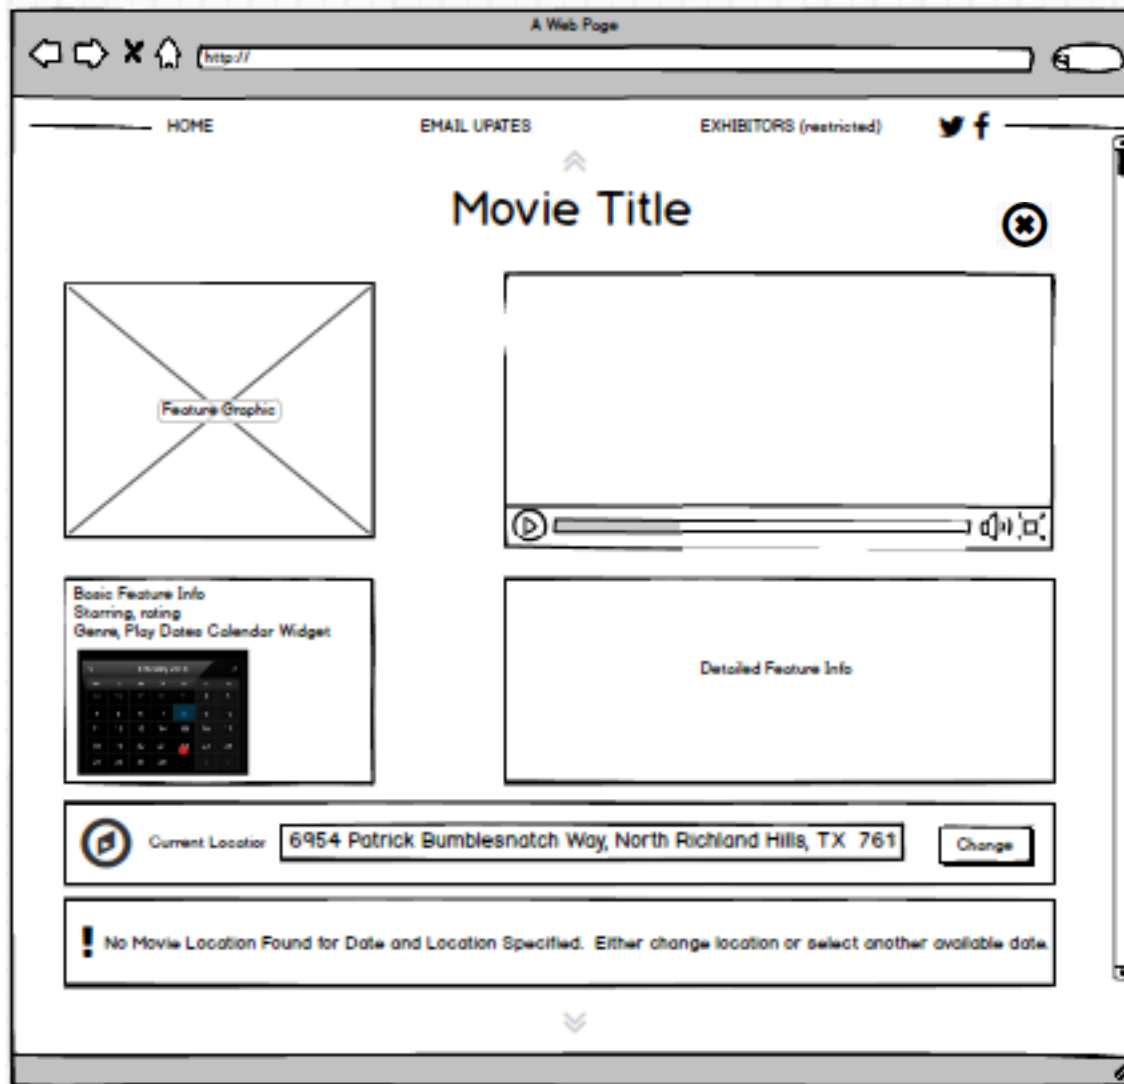 A Web Page
http://
HOME
EMAIL UPATES
EXHIBITORS (restricted)
Movie Title
Feature Graphic
Basic Feature Info
Starring, rating
Genre, Play Dates Calendar Widget
Detailed Feature Info
Current Location
6954 Patrick Bumblesnatch Way, North Richland Hills, TX 761
Change
! No Movie Location Found for Date and Location Specified. Either change location or select another available date.